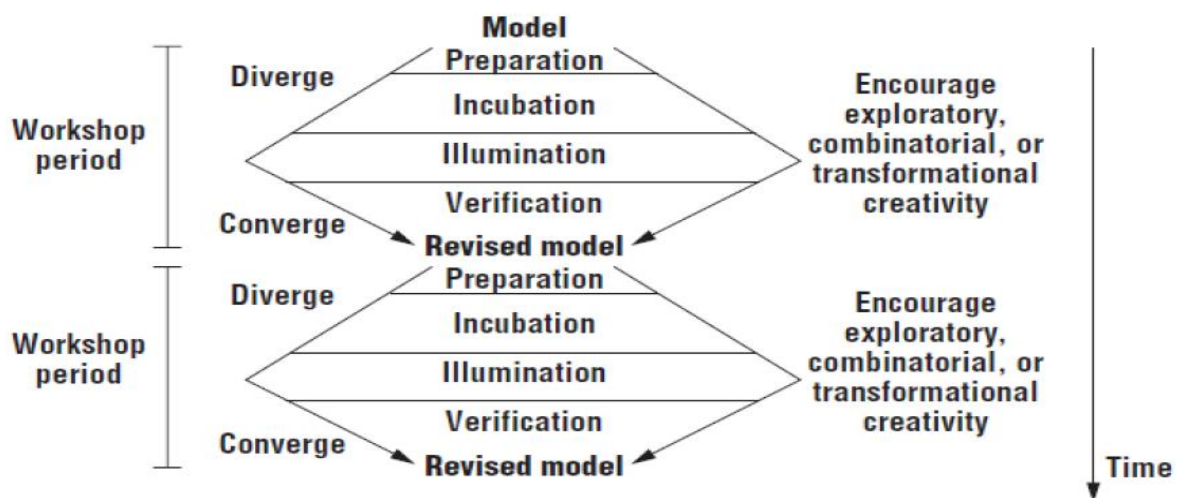 Model
Diverge
Preparation
Incubation
Illumination
Verification
Converge
Revised model
Workshop
period
Encourage
exploratory,
combinatorial, or
transformational
creativity
Diverge
Preparation
Incubation
Illumination
Verification
Converge
Revised model
Workshop
period
Encourage
exploratory,
combinatorial, or
transformational
creativity
Time